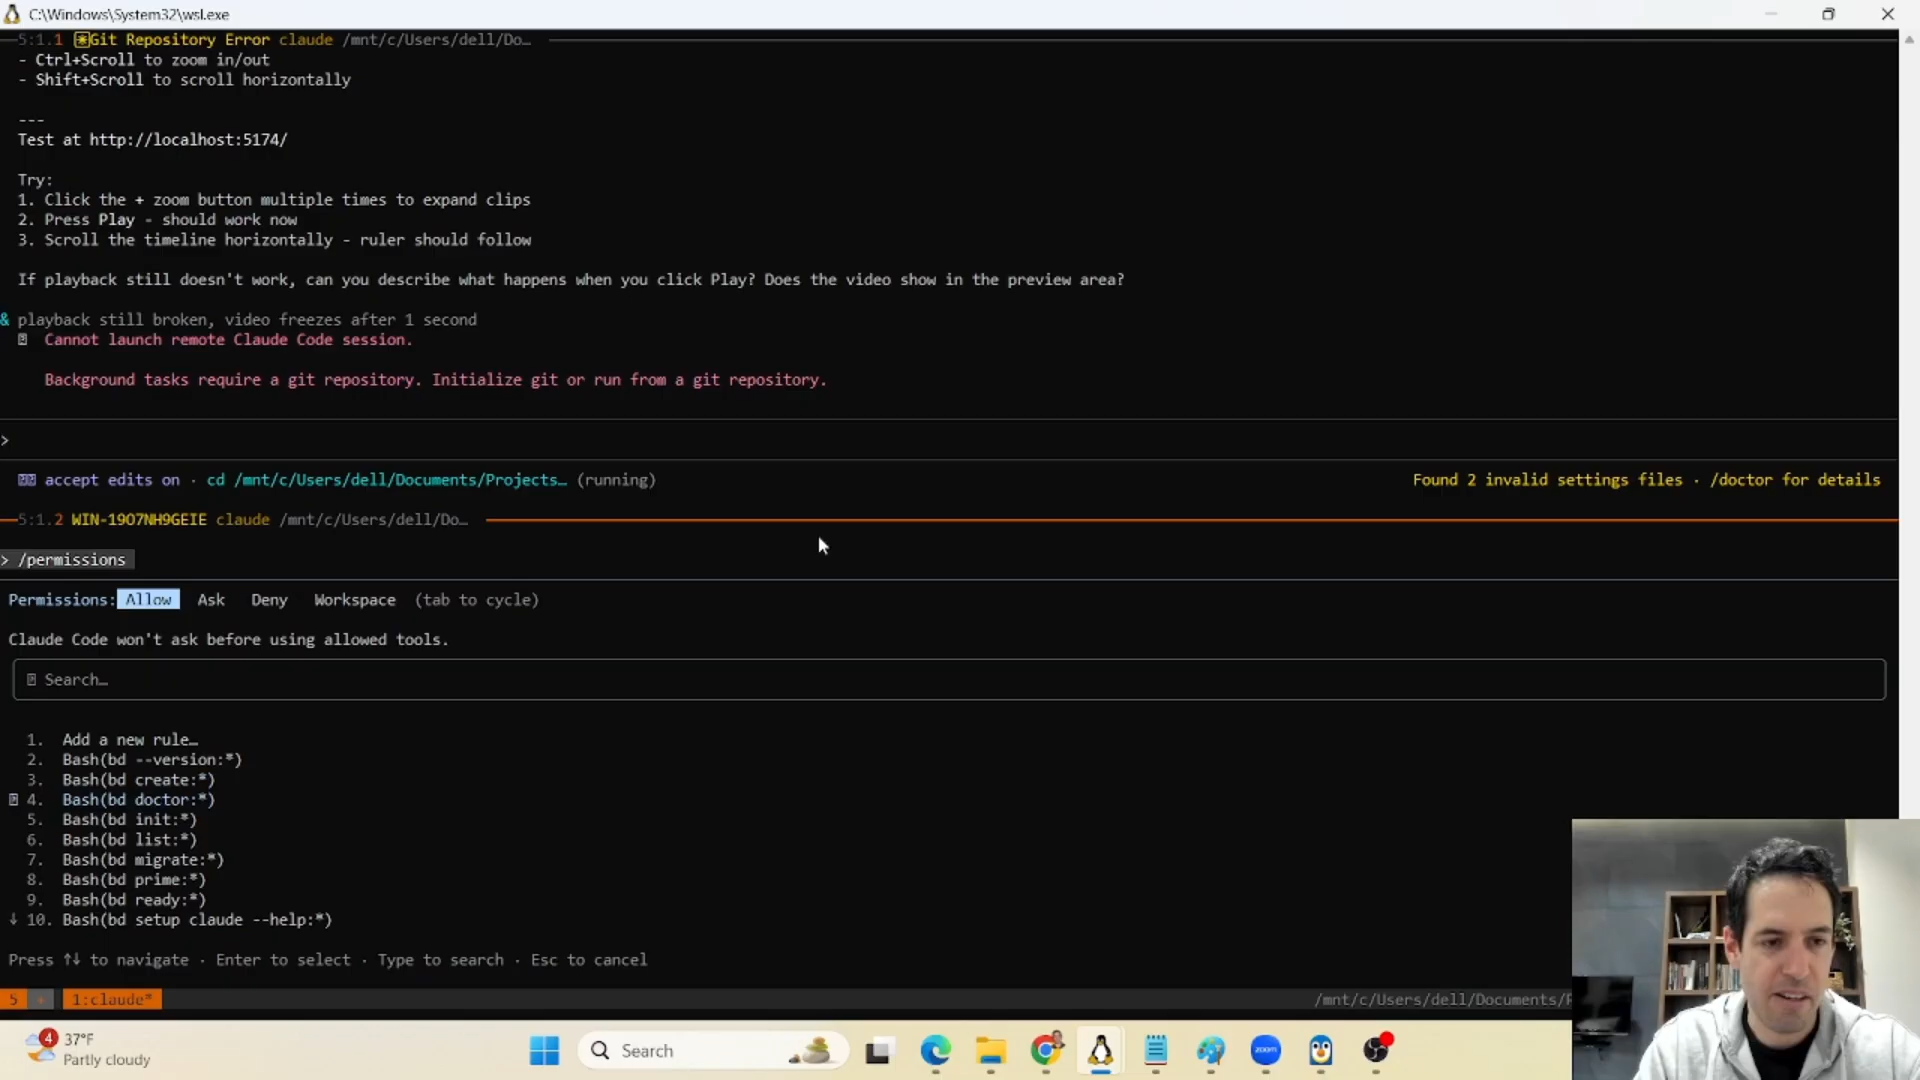 C:\Windows\System32\wsl.exe
5:1.1 Git Repository Error claude /mnt/c/Users/dell/Do…
- Ctrl+Scroll to zoom in/out
- Shift+Scroll to scroll horizontally
---
Test at http://localhost:5174/
Try:
1. Click the + zoom button multiple times to expand clips
2. Press Play - should work now
3. Scroll the timeline horizontally - ruler should follow
If playback still doesn't work, can you describe what happens when you click Play? Does the video show in the preview area?
& playback still broken, video freezes after 1 second
Cannot launch remote Claude Code session.
Background tasks require a git repository. Initialize git or run from a git repository.
>
accept edits on · cd /mnt/c/Users/dell/Documents/Projects… (running) Found 2 invalid settings files · /doctor for details
5:1.2 WIN-19O7NH9GEIE claude /mnt/c/Users/dell/Do…
> /permissions
Permissions: Allow Ask Deny Workspace (tab to cycle)
Claude Code won't ask before using allowed tools.
Search…
1. Add a new rule…
2. Bash(bd --version:*)
3. Bash(bd create:*)
4. Bash(bd doctor:*)
5. Bash(bd init:*)
6. Bash(bd list:*)
7. Bash(bd migrate:*)
8. Bash(bd prime:*)
9. Bash(bd ready:*)
↓ 10. Bash(bd setup claude --help:*)
Press ↑↓ to navigate · Enter to select · Type to search · Esc to cancel
5 1:claude* /mnt/c/Users/dell/Documents/P
4 37°F
Partly cloudy
Search
zoom